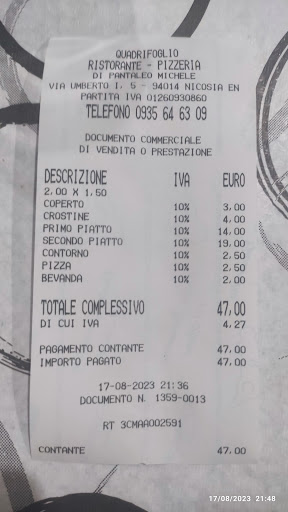 QUADRIFOGLIO
RISTORANTE - PIZZERIA
DI PANTALEO MICHELE
VIA UMBERTO I, 5 - 94014 NICOSIA EN
PARTITA IVA 01260930860
TELEFONO 0935 64 63 09
DOCUMENTO COMMERCIALE
DI VENDITA O PRESTAZIONE
DESCRIZIONE IVA EURO
2,00 X 1,50
COPERTO 10% 3,00
CROSTINE 10% 4,00
PRIMO PIATTO 10% 14,00
SECONDO PIATTO 10% 19,00
CONTORNO 10% 2,50
PIZZA 10% 2,50
BEVANDA 10% 2,00
TOTALE COMPLESSIVO 47,00
DI CUI IVA 4,27
PAGAMENTO CONTANTE 47,00
IMPORTO PAGATO 47,00
17-08-2023 21:36
DOCUMENTO N. 1359-0013
RT 3CMAA002591
CONTANTE 47,00
17/08/2023 21:48